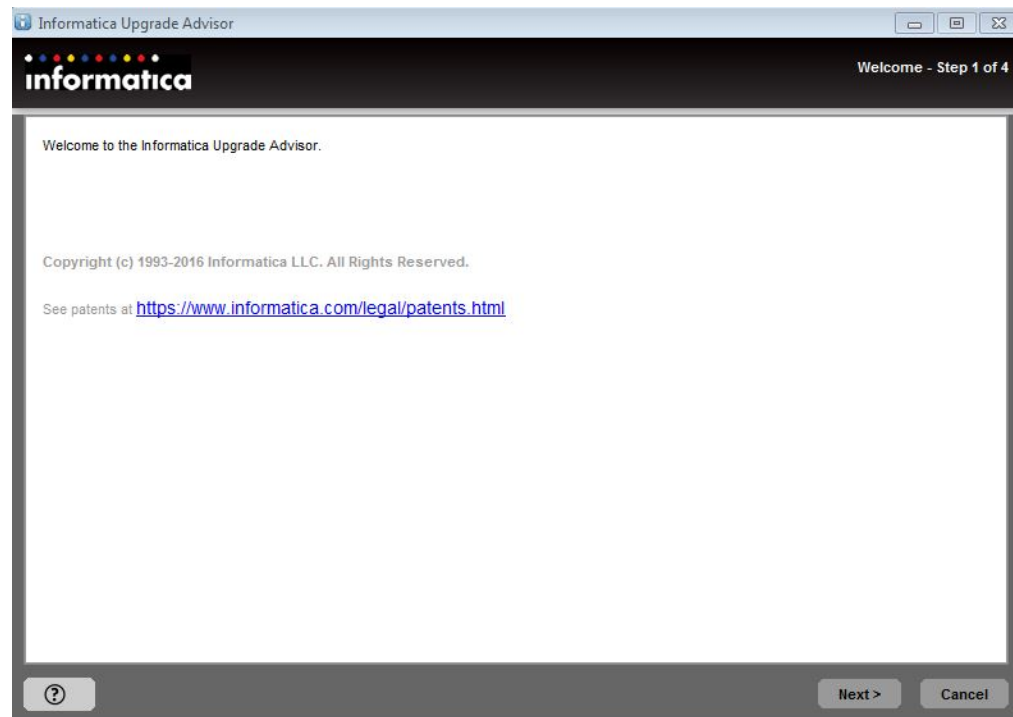 Informatica Upgrade Advisor
informatica
Welcome - Step 1 of 4
Welcome to the Informatica Upgrade Advisor.
Copyright (c) 1993-2016 Informatica LLC. All Rights Reserved.
See patents at https://www.informatica.com/legal/patents.html
?
Next >
Cancel